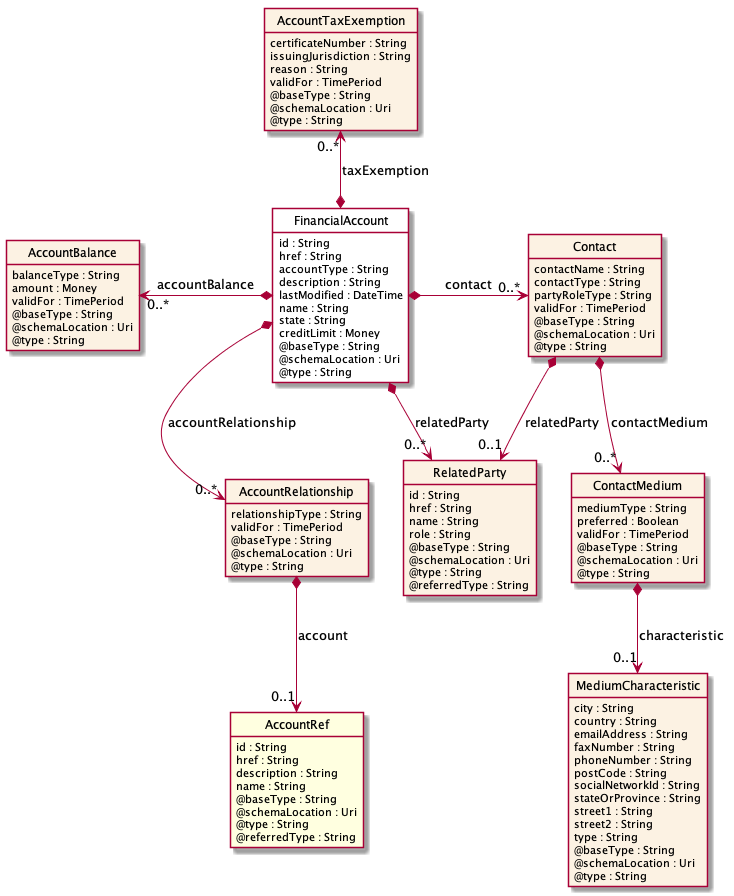 AccountTaxExemption
certificateNumber : String
issuingJurisdiction : String
reason : String
validFor : TimePeriod
@baseType : String
@schemaLocation : Uri
@type : String
0..*
taxExemption
FinancialAccount
id : String
href : String
accountType : String
description : String
lastModified : DateTime
name : String
state : String
creditLimit : Money
@baseType : String
@schemaLocation : Uri
@type : String
AccountBalance
balanceType : String
amount : Money
validFor : TimePeriod
@baseType : String
@schemaLocation : Uri
@type : String
accountBalance
0..*
contact
0..*
Contact
contactName : String
contactType : String
partyRoleType : String
validFor : TimePeriod
@baseType : String
@schemaLocation : Uri
@type : String
accountRelationship
0..*
relatedParty
0..*
relatedParty
0..1
contactMedium
0..*
AccountRelationship
relationshipType : String
validFor : TimePeriod
@baseType : String
@schemaLocation : Uri
@type : String
RelatedParty
id : String
href : String
name : String
role : String
@baseType : String
@schemaLocation : Uri
@type : String
@referredType : String
ContactMedium
mediumType : String
preferred : Boolean
validFor : TimePeriod
@baseType : String
@schemaLocation : Uri
@type : String
account
0..1
characteristic
0..1
AccountRef
id : String
href : String
description : String
name : String
@baseType : String
@schemaLocation : Uri
@type : String
@referredType : String
MediumCharacteristic
city : String
country : String
emailAddress : String
faxNumber : String
phoneNumber : String
postCode : String
socialNetworkId : String
stateOrProvince : String
street1 : String
street2 : String
type : String
@baseType : String
@schemaLocation : Uri
@type : String